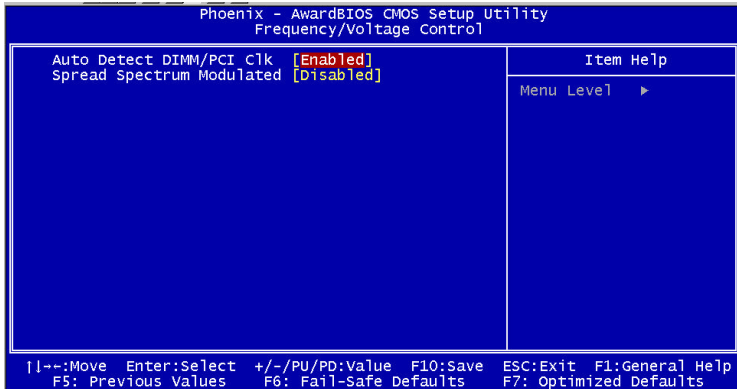 Phoenix - AwardBIOS CMOS Setup Utility
Frequency/Voltage Control
Auto Detect DIMM/PCI Clk [Enabled]
Spread Spectrum Modulated [Disabled]
Item Help
Menu Level ▶
↑↓→←:Move Enter:Select +/-/PU/PD:Value F10:Save ESC:Exit F1:General Help
F5: Previous Values F6: Fail-Safe Defaults F7: Optimized Defaults